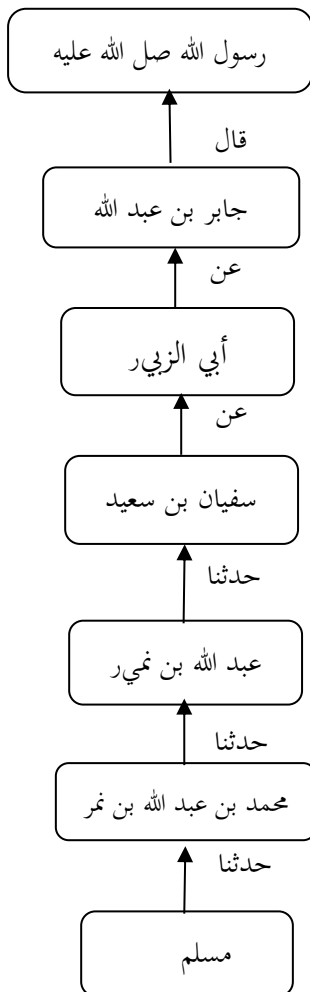 رسول الله صل الله عليه
قال
جابر بن عبد الله
عن
أبي الزبير
عن
سفيان بن سعيد
حدثنا
عبد الله بن نمير
حدثنا
محمد بن عبد الله بن نمر
حدثنا
مسلم